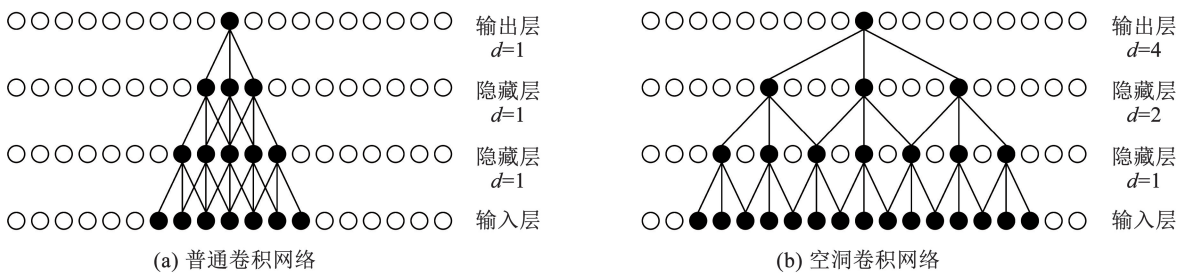 输出层
d=1
隐藏层
d=1
隐藏层
d=1
输入层
(a) 普通卷积网络
输出层
d=4
隐藏层
d=2
隐藏层
d=1
输入层
(b) 空洞卷积网络